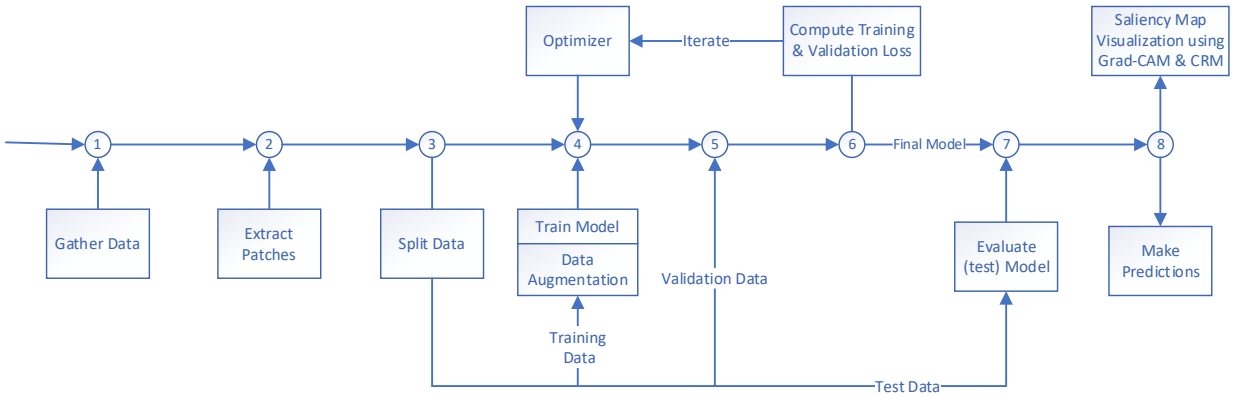 Optimizer
Iterate
Compute Training
& Validation Loss
Saliency Map
Visualization using
Grad-CAM & CRM
1
2
3
4
5
6
Final Model
7
8
Gather Data
Extract
Patches
Split Data
Train Model
Data
Augmentation
Validation Data
Evaluate
(test) Model
Make
Predictions
Training
Data
Test Data